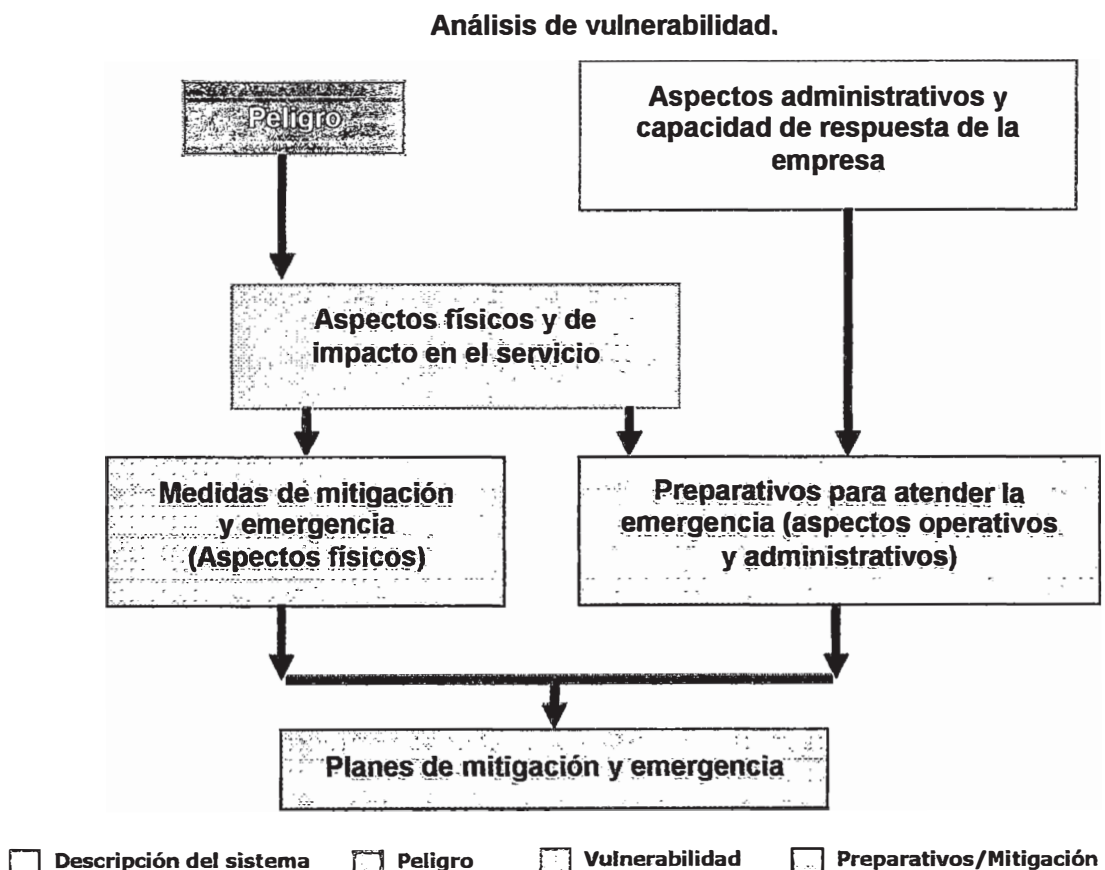 Análisis de vulnerabilidad.
Peligro
Aspectos administrativos y
capacidad de respuesta de la
empresa
Aspectos físicos y de
impacto en el servicio
Medidas de mitigación
y emergencia
(Aspectos físicos)
Preparativos para atender la
emergencia (aspectos operativos
y administrativos)
Planes de mitigación y emergencia
Descripción del sistema
Peligro
Vulnerabilidad
Preparativos/Mitigación